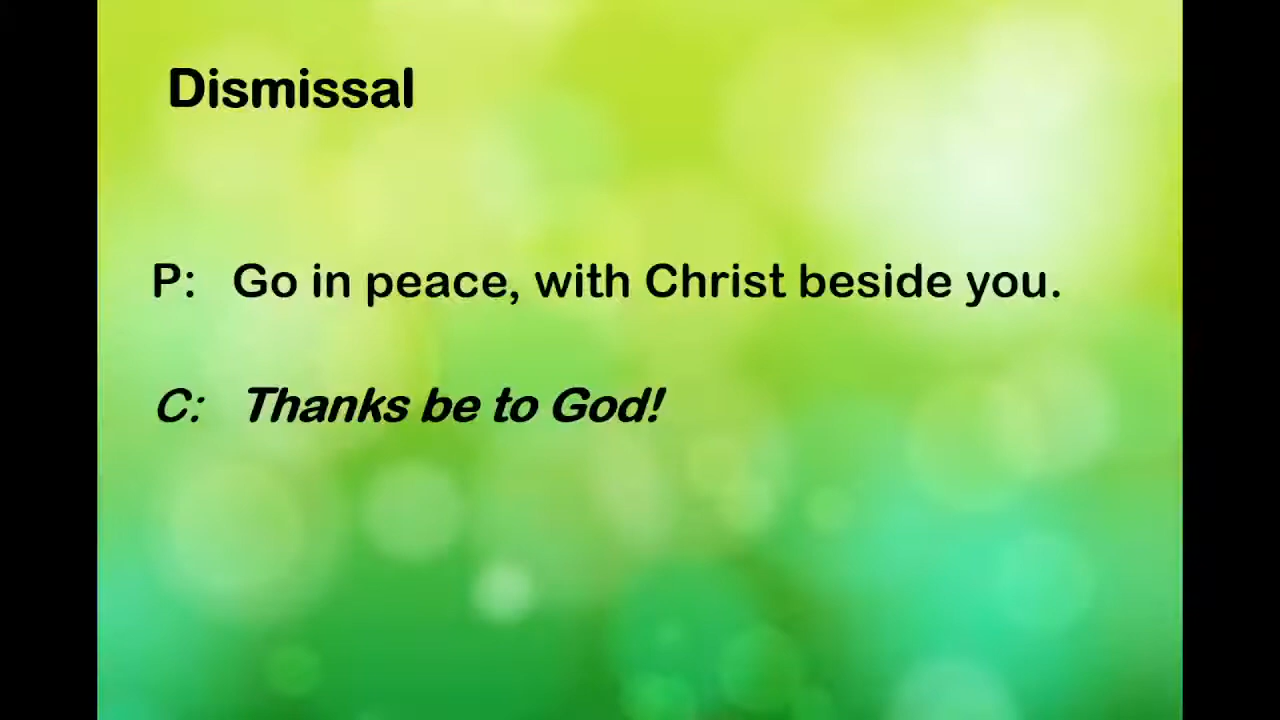 Dismissal
P: Go in peace, with Christ beside you.
C: Thanks be to God!